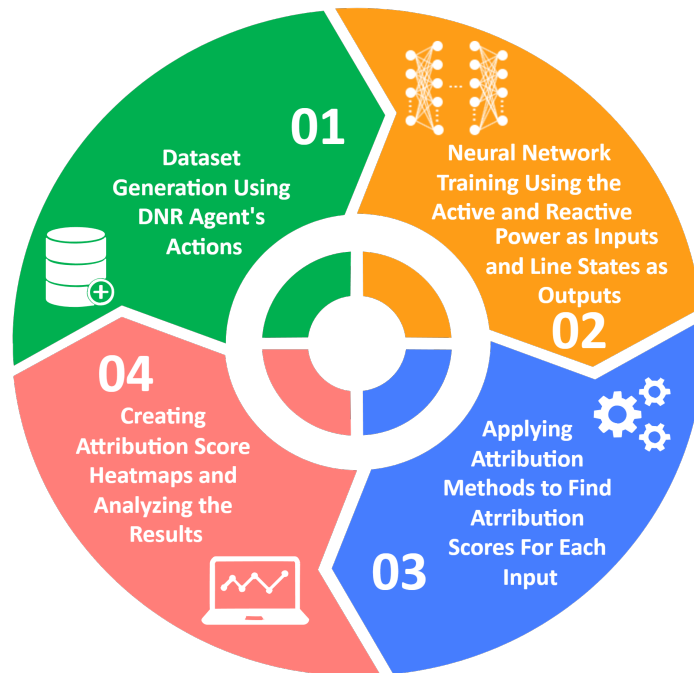 01
Dataset
Generation Using
DNR Agent's
Actions
Neural Network
Training Using the
Active and Reactive
Power as Inputs
and Line States as
Outputs
02
03
Applying
Attribution
Methods to Find
Atrribution
Scores For Each
Input
04
Creating
Attribution Score
Heatmaps and
Analyzing the
Results